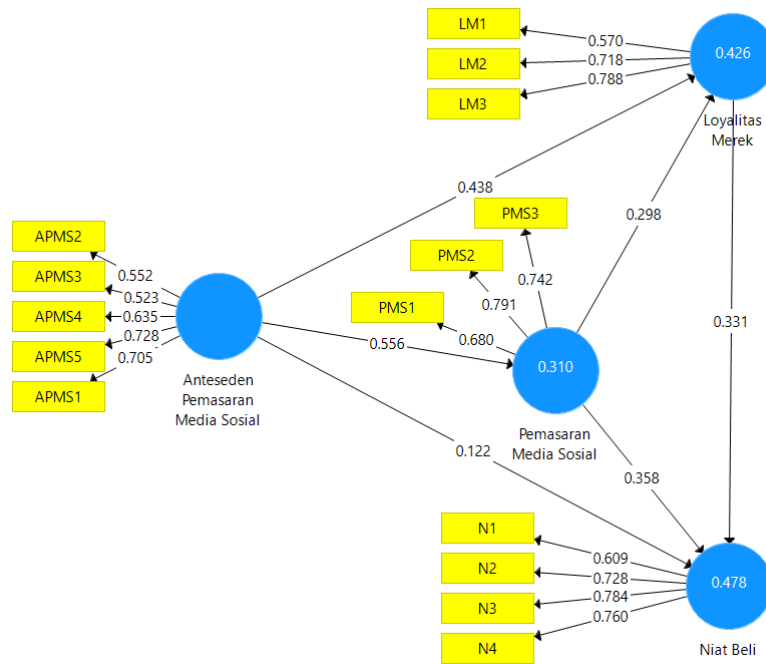 LM1
LM2
LM3
0.570
0.718
0.788
0.426
Loyalitas
Merek
0.438
PMS3
PMS2
PMS1
0.742
0.791
0.680
0.298
APMS2
APMS3
APMS4
APMS5
APMS1
0.552
0.523
0.635
0.728
0.705
Anteseden
Pemasaran
Media Sosial
0.556
0.310
Pemasaran
Media Sosial
0.331
0.122
0.358
N1
N2
N3
N4
0.609
0.728
0.784
0.760
0.478
Niat Beli